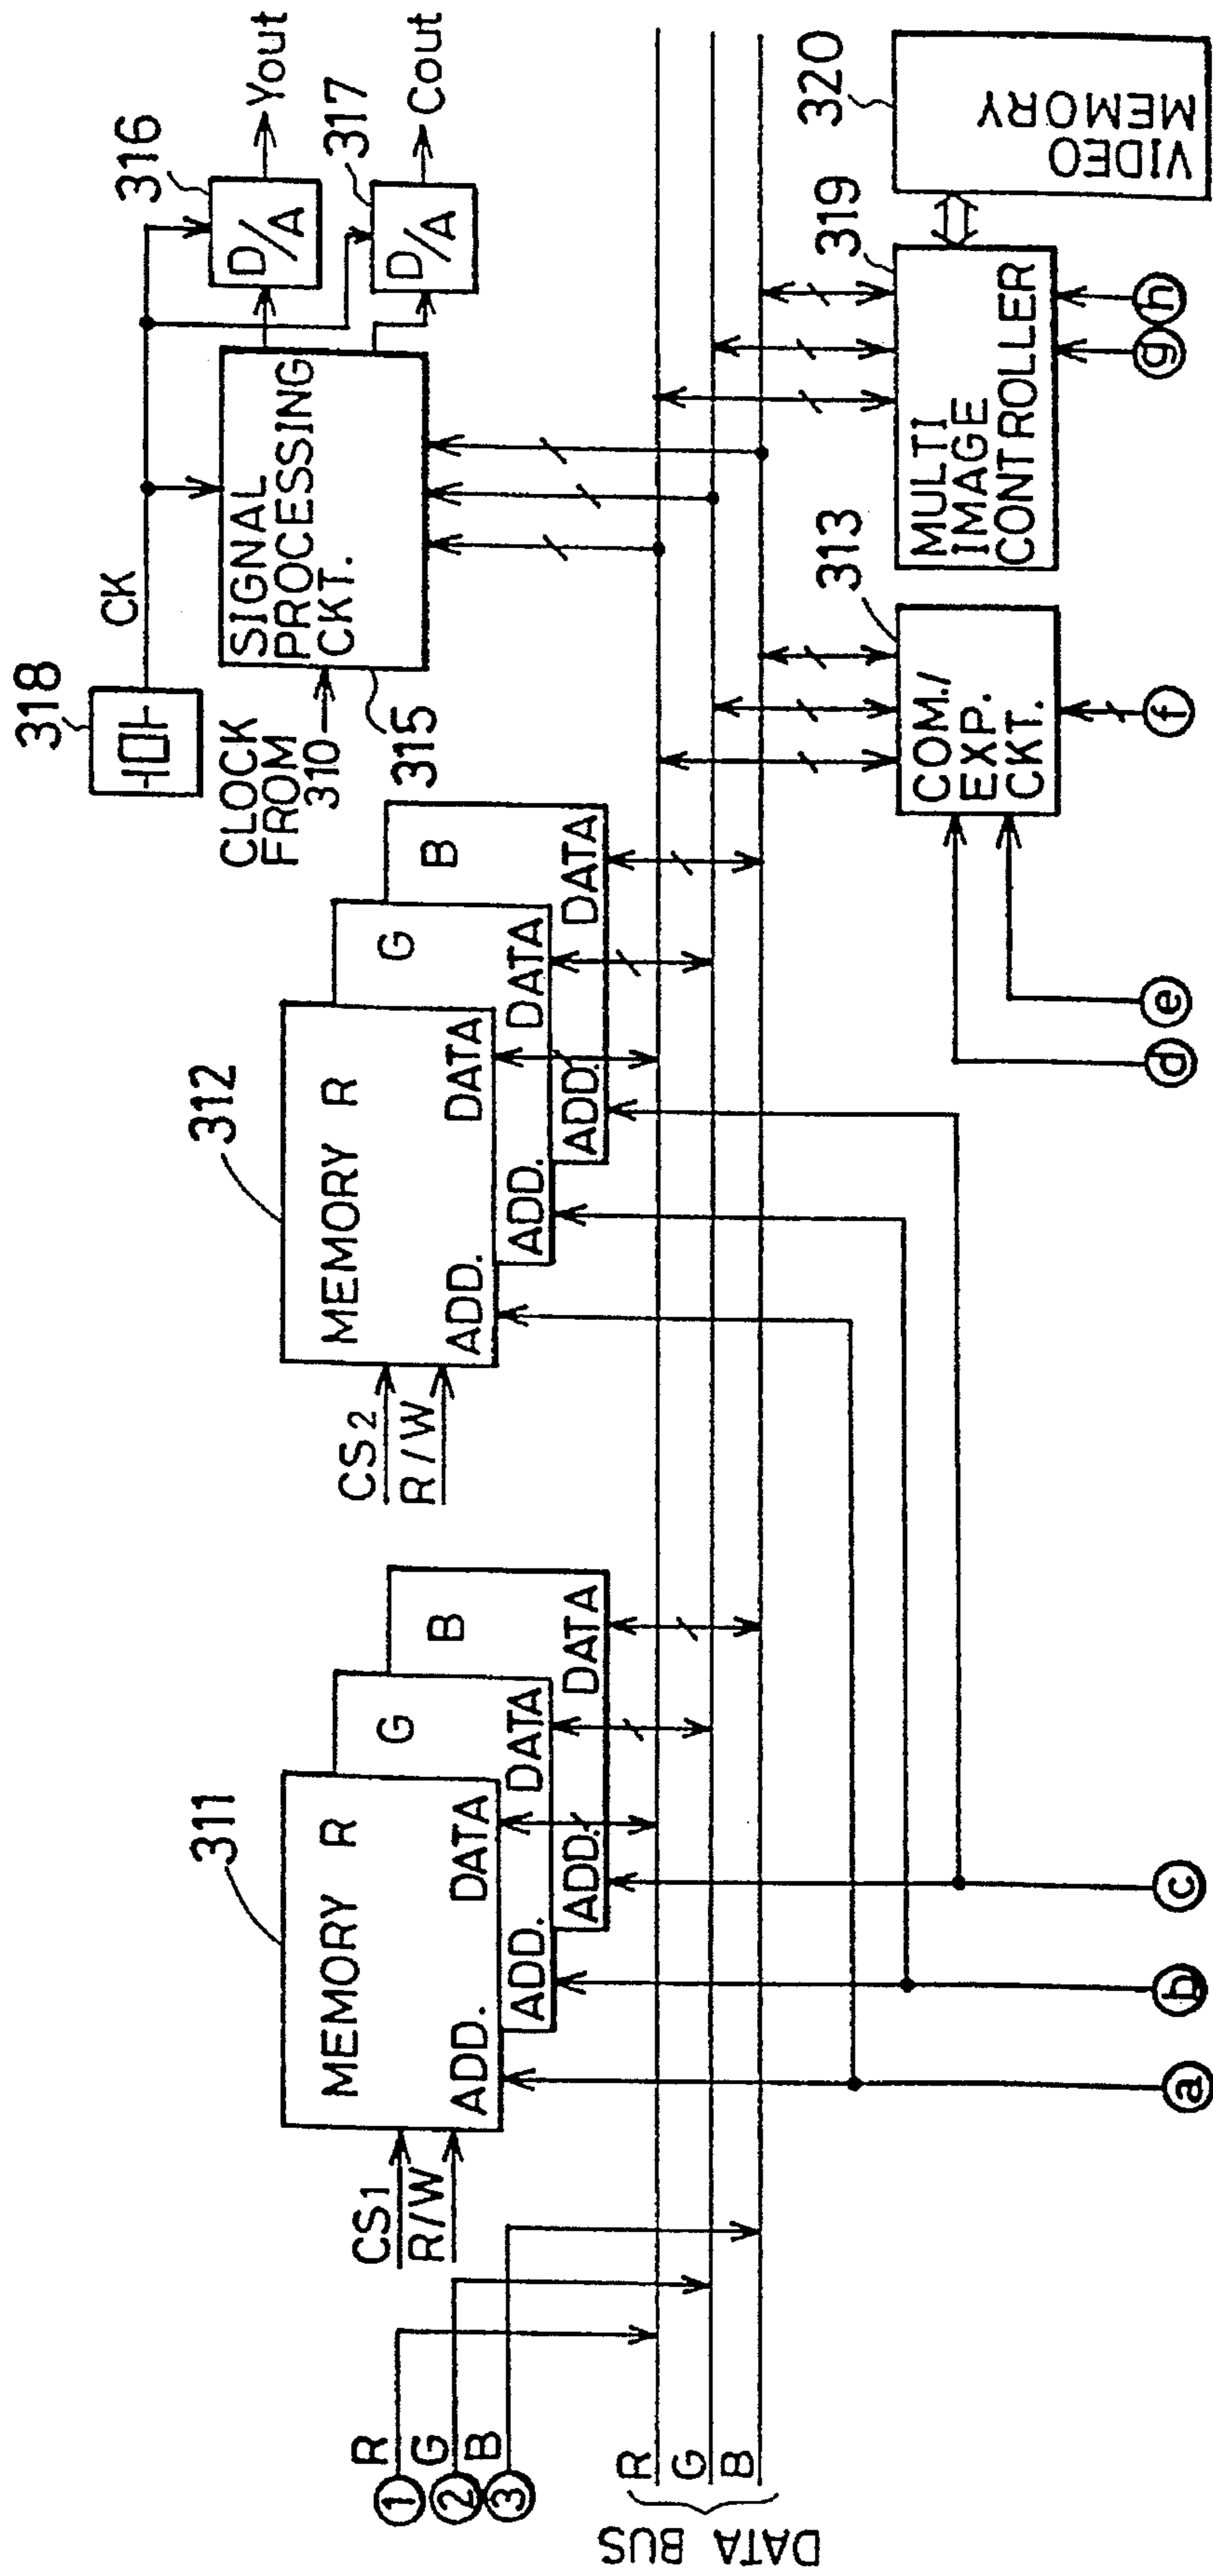 318
CK
316
Yout
317
Cout
D/A
D/A
CLOCK
FROM
310
315
SIGNAL
PROCESSING
CKT.
311
MEMORY R
ADD.
DATA
G
ADD.
DATA
B
ADD.
DATA
CS1
R/W
312
MEMORY R
ADD.
DATA
G
ADD.
DATA
B
ADD.
DATA
CS2
R/W
1 R
2 G
3 B
DATA BUS
R
G
B
313
COM./
EXP.
CKT.
319
MULTI
IMAGE
CONTROLLER
320
VIDEO
MEMORY
a
b
c
d
e
f
g
h